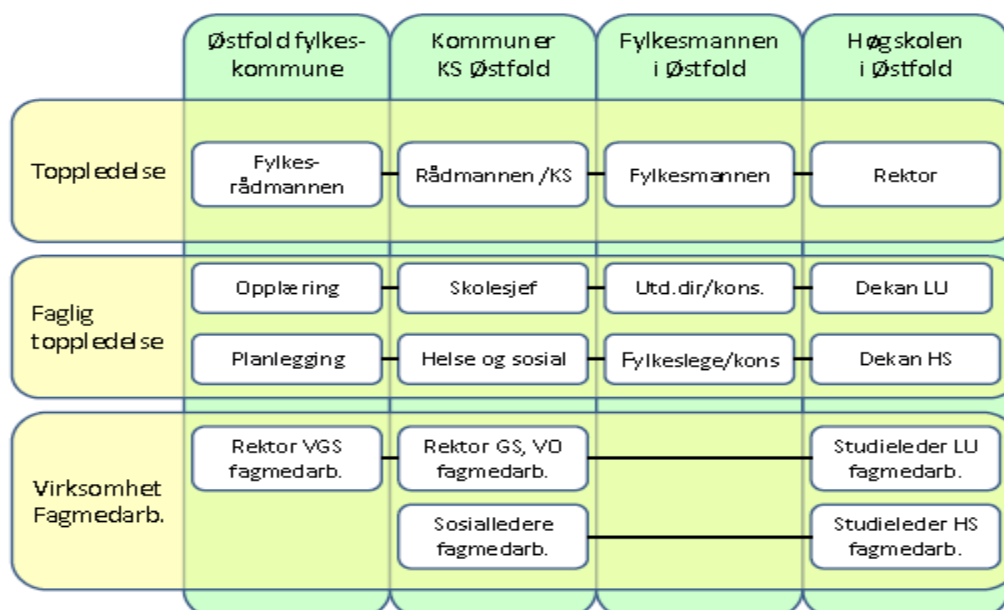 Østfold fylkes-
kommune
Kommuner
KS Østfold
Fylkesmannen
i Østfold
Høgskolen
i Østfold
Toppledelse
Fylkes-
rådmannen
Rådmannen /KS
Fylkesmannen
Rektor
Faglig
toppledelse
Opplæring
Skolesjef
Utd.dir/kons.
Dekan LU
Planlegging
Helse og sosial
Fylkeslege/kons
Dekan HS
Virksomhet
Fagmedarb.
Rektor VGS
fagmedarb.
Rektor GS, VO
fagmedarb.
Studieleder LU
fagmedarb.
Sosialledere
fagmedarb.
Studieleder HS
fagmedarb.